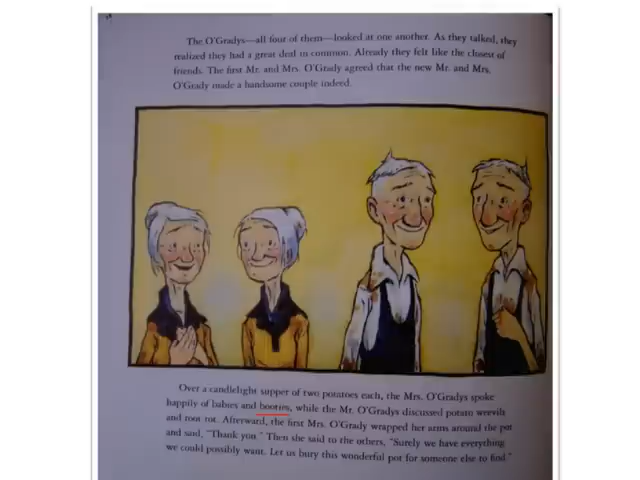 The O'Gradys—all four of them—looked at one another. As they talked, they
realized they had a great deal in common. Already they felt like the closest of
friends. The first Mr. and Mrs. O'Grady agreed that the new Mr. and Mrs.
O'Grady made a handsome couple indeed.
Over a candlelight supper of two potatoes each, the Mrs. O'Gradys spoke
happily of babies and booties, while the Mr. O'Gradys discussed potato weevils
and root rot. Afterward, the first Mrs. O'Grady wrapped her arms around the pot
and said, "Thank you." Then she said to the others, "Surely we have everything
we could possibly want. Let us bury this wonderful pot for someone else to find."